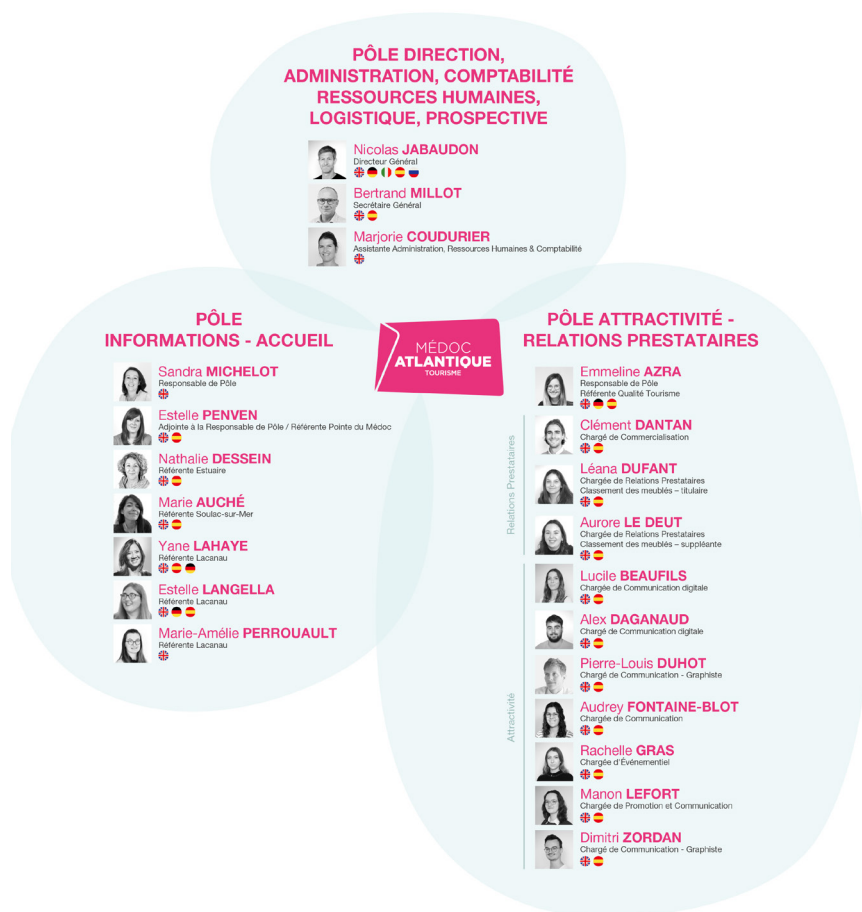 PÔLE DIRECTION,
ADMINISTRATION, COMPTABILITÉ
RESSOURCES HUMAINES,
LOGISTIQUE, PROSPECTIVE
Nicolas JABAUDON
Directeur Général
Bertrand MILLOT
Secrétaire Général
Marjorie COUDURIER
Assistante Administration, Ressources Humaines & Comptabilité
MÉDOC
ATLANTIQUE
TOURISME
PÔLE
INFORMATIONS - ACCUEIL
Sandra MICHELOT
Responsable de Pôle
Estelle PENVEN
Adjointe à la Responsable de Pôle / Référente Pointe du Médoc
Nathalie DESSEIN
Référente Estuaire
Marie AUCHÉ
Référente Soulac-sur-Mer
Yane LAHAYE
Référente Lacanau
Estelle LANGELLA
Référente Lacanau
Marie-Amélie PERROUAULT
Référente Lacanau
PÔLE ATTRACTIVITÉ -
RELATIONS PRESTATAIRES
Emmeline AZRA
Responsable de Pôle
Référente Qualité Tourisme
Relations Prestataires
Clément DANTAN
Chargé de Commercialisation
Léana DUFANT
Chargée de Relations Prestataires
Classement des meublés – titulaire
Aurore LE DEUT
Chargée de Relations Prestataires
Classement des meublés – suppléante
Attractivité
Lucile BEAUFILS
Chargée de Communication digitale
Alex DAGANAUD
Chargé de Communication digitale
Pierre-Louis DUHOT
Chargé de Communication - Graphiste
Audrey FONTAINE-BLOT
Chargée de Communication
Rachelle GRAS
Chargée d'Événementiel
Manon LEFORT
Chargée de Promotion et Communication
Dimitri ZORDAN
Chargé de Communication - Graphiste